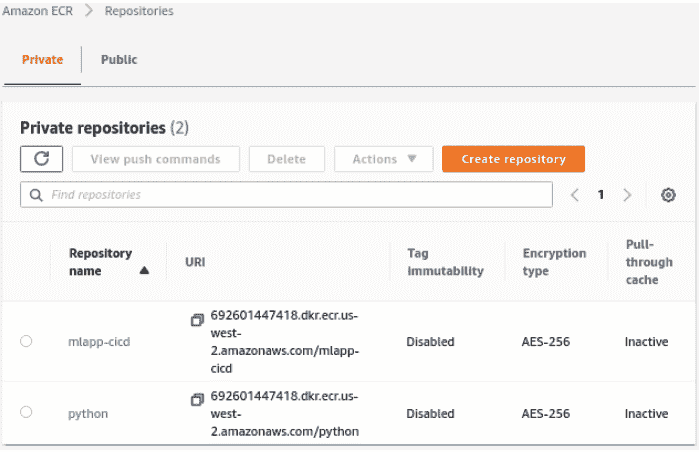 Amazon ECR > Repositories
Private Public
Private repositories (2)
View push commands Delete Actions ▼ Create repository
Find repositories < 1 >
Repository name ▲ URI Tag immutability Encryption type Pull-through cache
mlapp-cicd
692601447418.dkr.ecr.us-
west-
2.amazonaws.com/mlapp-
cicd
Disabled AES-256 Inactive
python
692601447418.dkr.ecr.us-
west-
2.amazonaws.com/python
Disabled AES-256 Inactive